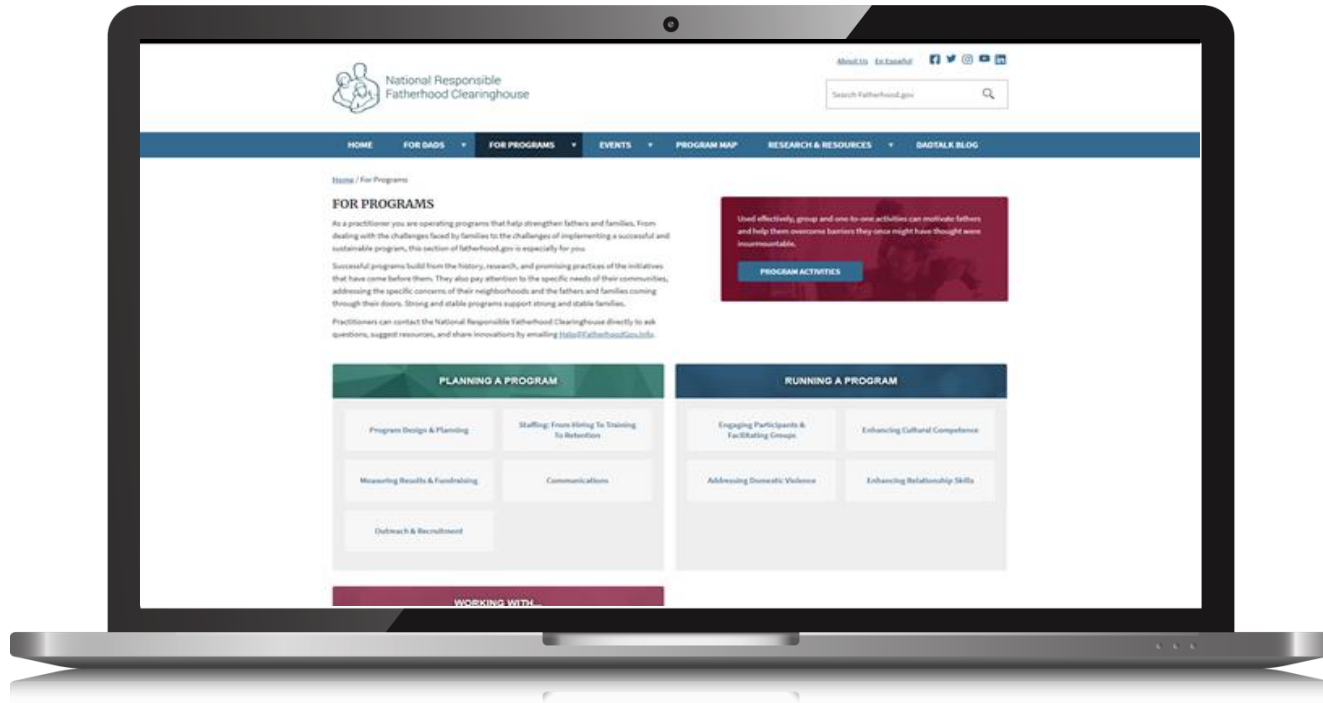 About Us En Español
National Responsible
Fatherhood Clearinghouse
Search Fatherhood.gov
HOME FOR DADS FOR PROGRAMS EVENTS PROGRAM MAP RESEARCH & RESOURCES DADTALK BLOG
Home / For Programs
FOR PROGRAMS
As a practitioner you are operating programs that help strengthen fathers and families. From
dealing with the challenges faced by families to the challenges of implementing a successful and
sustainable program, this section of fatherhood.gov is especially for you.
Successful programs build from the history, research, and promising practices of the initiatives
that have come before them. They also pay attention to the specific needs of their communities,
addressing the specific concerns of their neighborhoods and the fathers and families coming
through their doors. Strong and stable programs support strong and stable families.
Practitioners can contact the National Responsible Fatherhood Clearinghouse directly to ask
questions, suggest resources, and share innovations by emailing Help@FatherhoodGov.Info.
Used effectively, group and one-to-one activities can motivate fathers
and help them overcome barriers they once might have thought were
insurmountable.
PROGRAM ACTIVITIES
PLANNING A PROGRAM
Program Design & Planning
Staffing: From Hiring To Training
To Retention
Measuring Results & Fundraising
Communications
Outreach & Recruitment
RUNNING A PROGRAM
Engaging Participants &
Facilitating Groups
Enhancing Cultural Competence
Addressing Domestic Violence
Enhancing Relationship Skills
WORKING WITH...